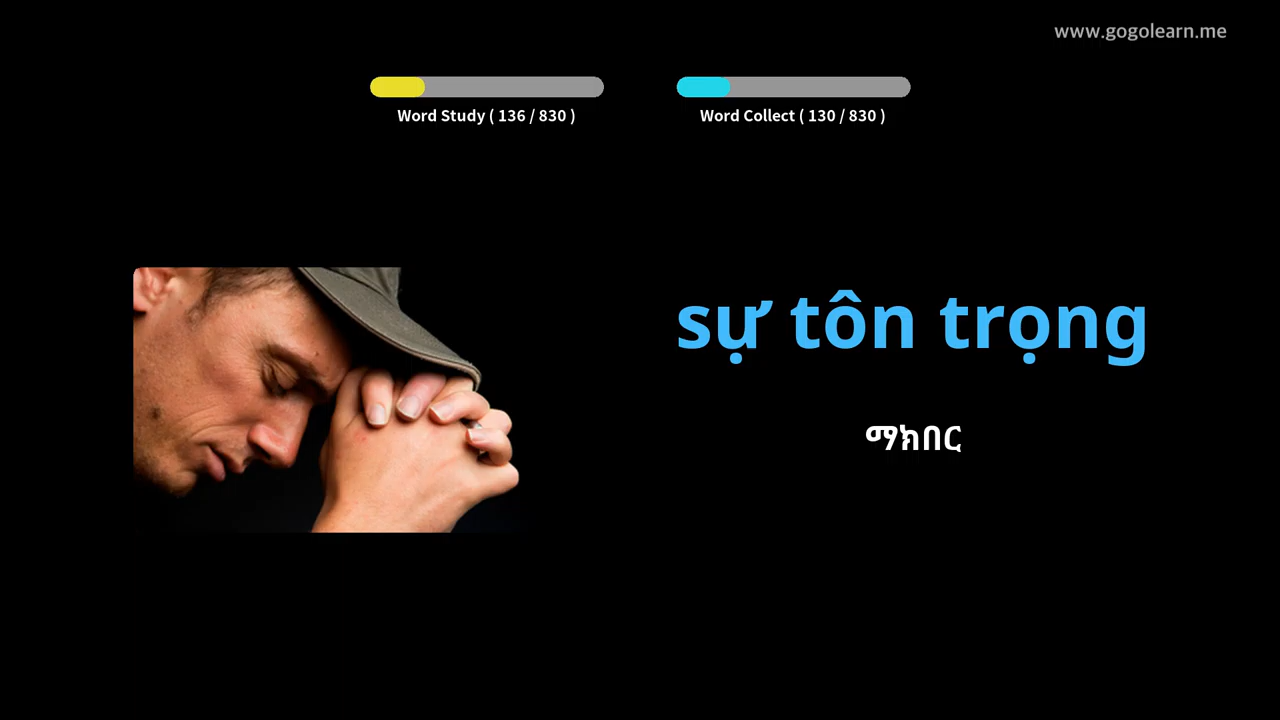 www.gogolearn.me
Word Study ( 136 / 830 )
Word Collect ( 130 / 830 )
sự tôn trọng
ማክበር